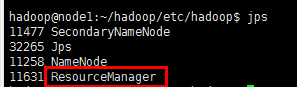 hadoop@node1:~/hadoop/etc/hadoop$ jps
11477 SecondaryNameNode
32265 Jps
11258 NameNode
11631 ResourceManager